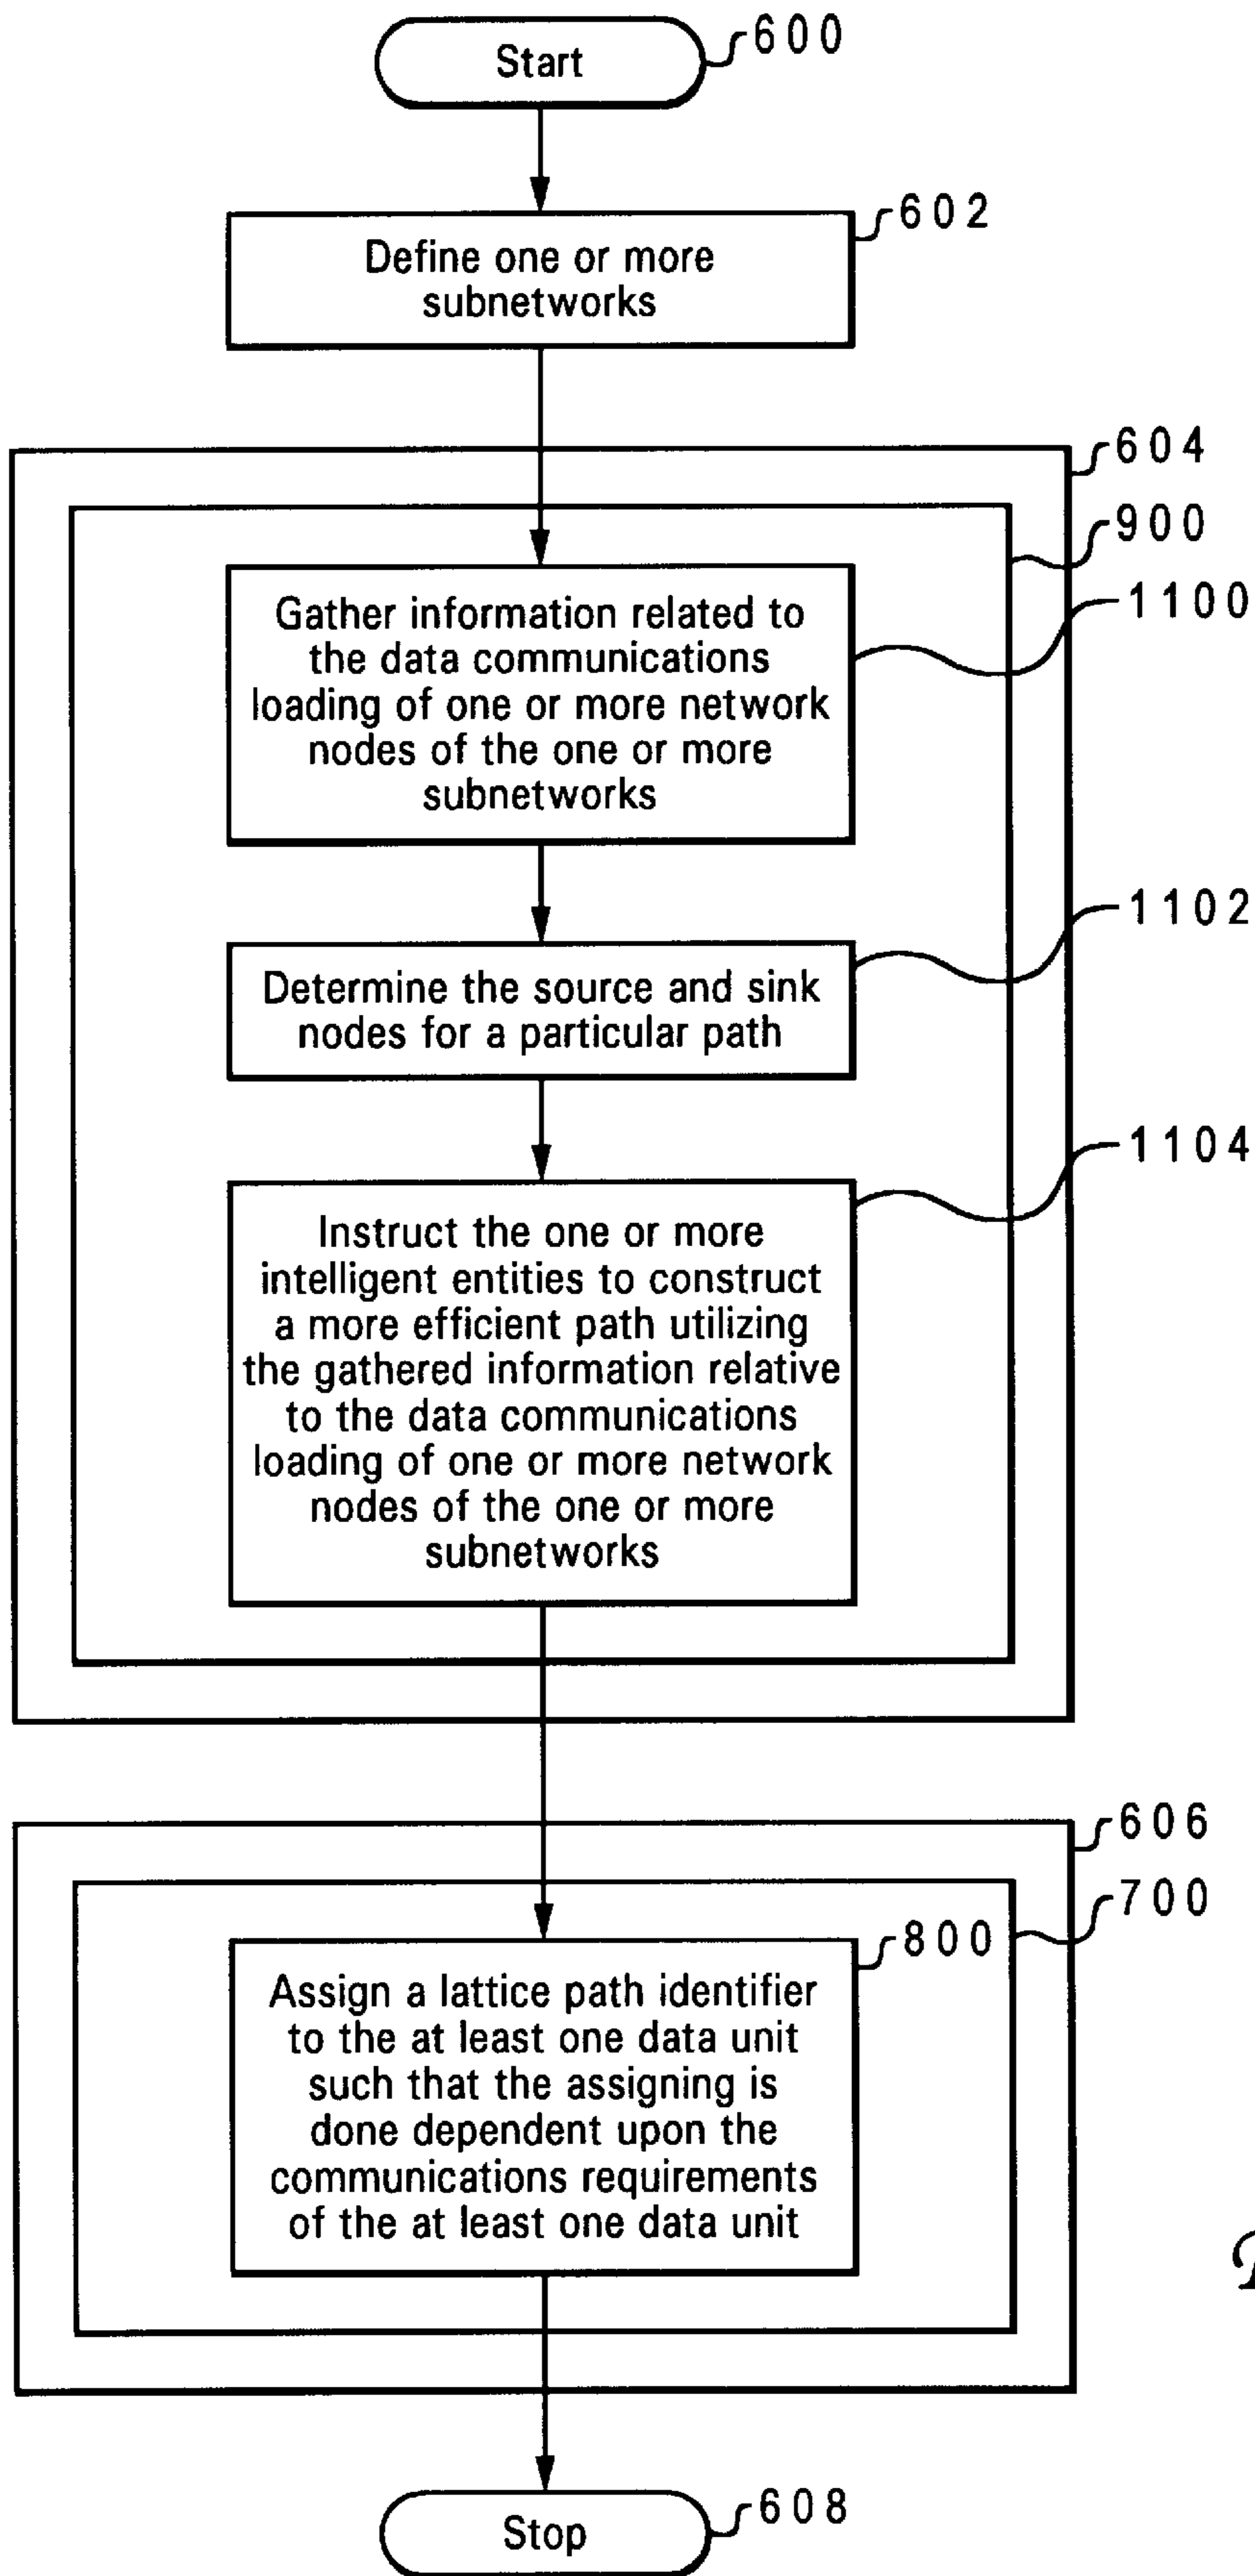 Start
600
602
Define one or more
subnetworks
604
900
1100
Gather information related to
the data communications
loading of one or more network
nodes of the one or more
subnetworks
1102
Determine the source and sink
nodes for a particular path
1104
Instruct the one or more
intelligent entities to construct
a more efficient path utilizing
the gathered information relative
to the data communications
loading of one or more network
nodes of the one or more
subnetworks
606
700
800
Assign a lattice path identifier
to the at least one data unit
such that the assigning is
done dependent upon the
communications requirements
of the at least one data unit
Stop
608